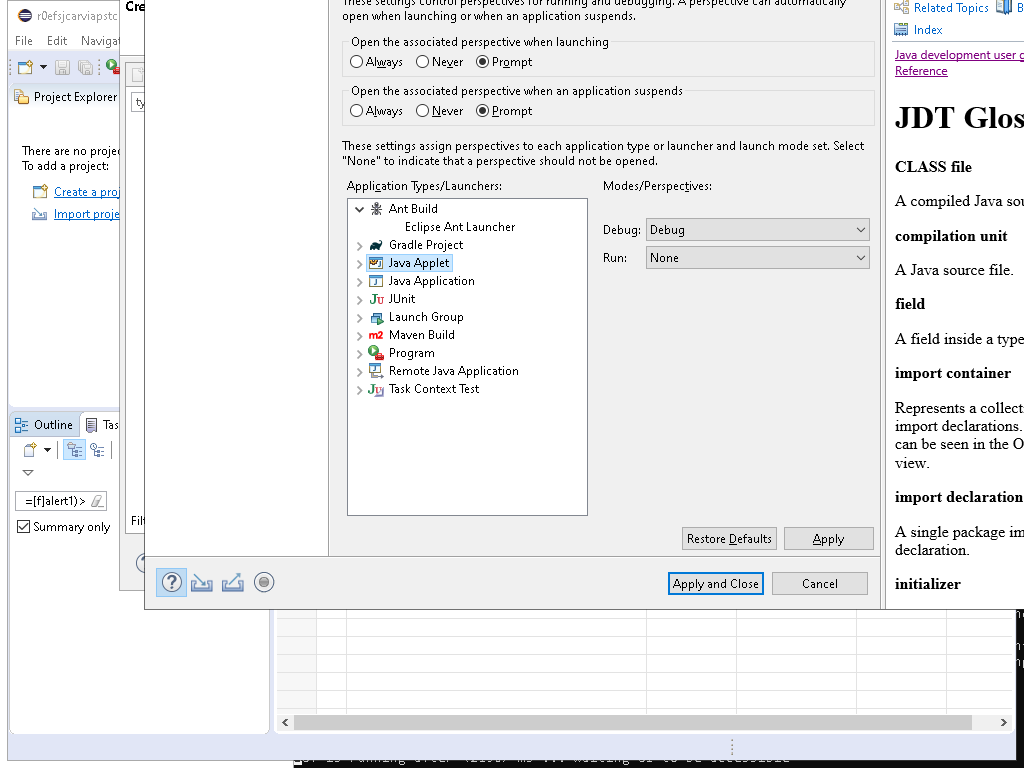 r0efsjcarviapstc
Cre
File Edit Naviga
Project Explorer
There are no proje
To add a project:
Create a proj
Import proje
Outline
Tas
=[f]alert1)>
Summary only
ty
Filt
These settings control perspectives for running and debugging. A perspective can automatically
open when launching or when an application suspends.
Open the associated perspective when launching
Always Never Prompt
Open the associated perspective when an application suspends
Always Never Prompt
These settings assign perspectives to each application type or launcher and launch mode set. Select
"None" to indicate that a perspective should not be opened.
Application Types/Launchers:
Ant Build
Eclipse Ant Launcher
Gradle Project
Java Applet
Java Application
JUnit
Launch Group
Maven Build
Program
Remote Java Application
Task Context Test
Modes/Perspectives:
Debug: Debug
Run: None
Restore Defaults
Apply
Apply and Close
Cancel
Related Topics
B
Index
Java development user g
Reference
JDT Glos
CLASS file
A compiled Java sou
compilation unit
A Java source file.
field
A field inside a type
import container
Represents a collect
import declarations.
can be seen in the O
view.
import declaration
A single package im
declaration.
initializer